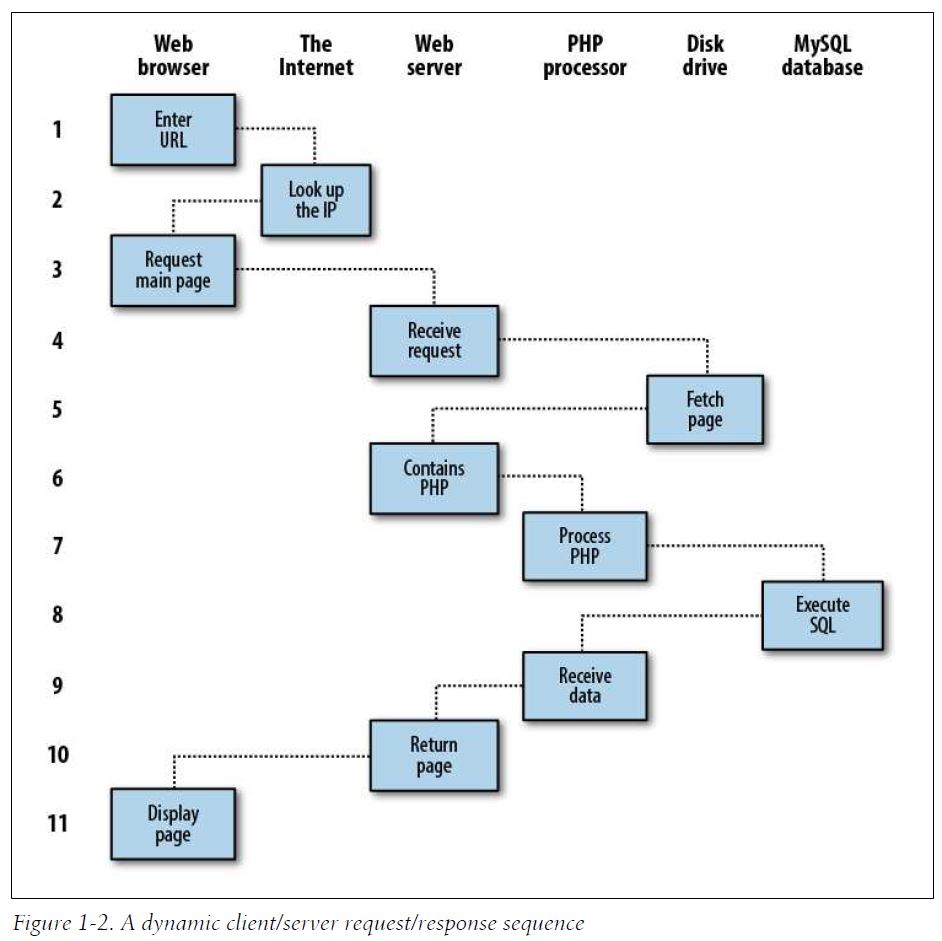 Web browser
The Internet
Web server
PHP processor
Disk drive
MySQL database
1
Enter
URL
2
Look up
the IP
3
Request
main page
4
Receive
request
5
Fetch
page
6
Contains
PHP
7
Process
PHP
8
Execute
SQL
9
Receive
data
10
Return
page
11
Display
page
Figure 1-2. A dynamic client/server request/response sequence